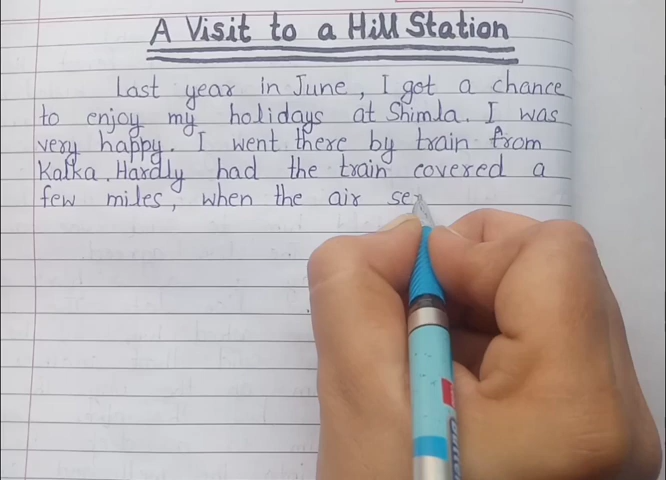 A Visit to a Hill Station
Last year in June, I got a chance
to enjoy my holidays at Shimla. I was
very happy. I went there by train from
Kalka. Hardly had the train covered a
few miles, when the air se